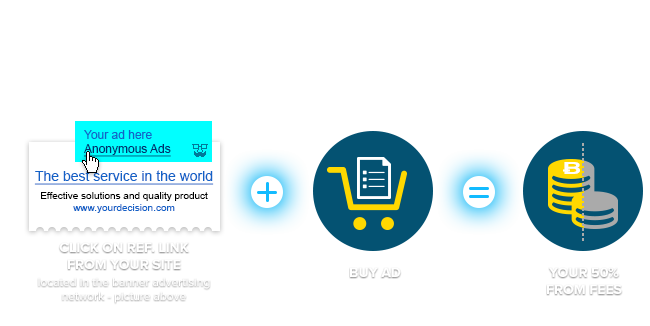 Your ad here
Anonymous Ads
The best service in the world
Effective solutions and quality product
www.yourdecision.com
CLICK ON REF. LINK
FROM YOUR SITE
located in the banner advertising
network - picture above
BUY AD
B
YOUR 50%
FROM FEES